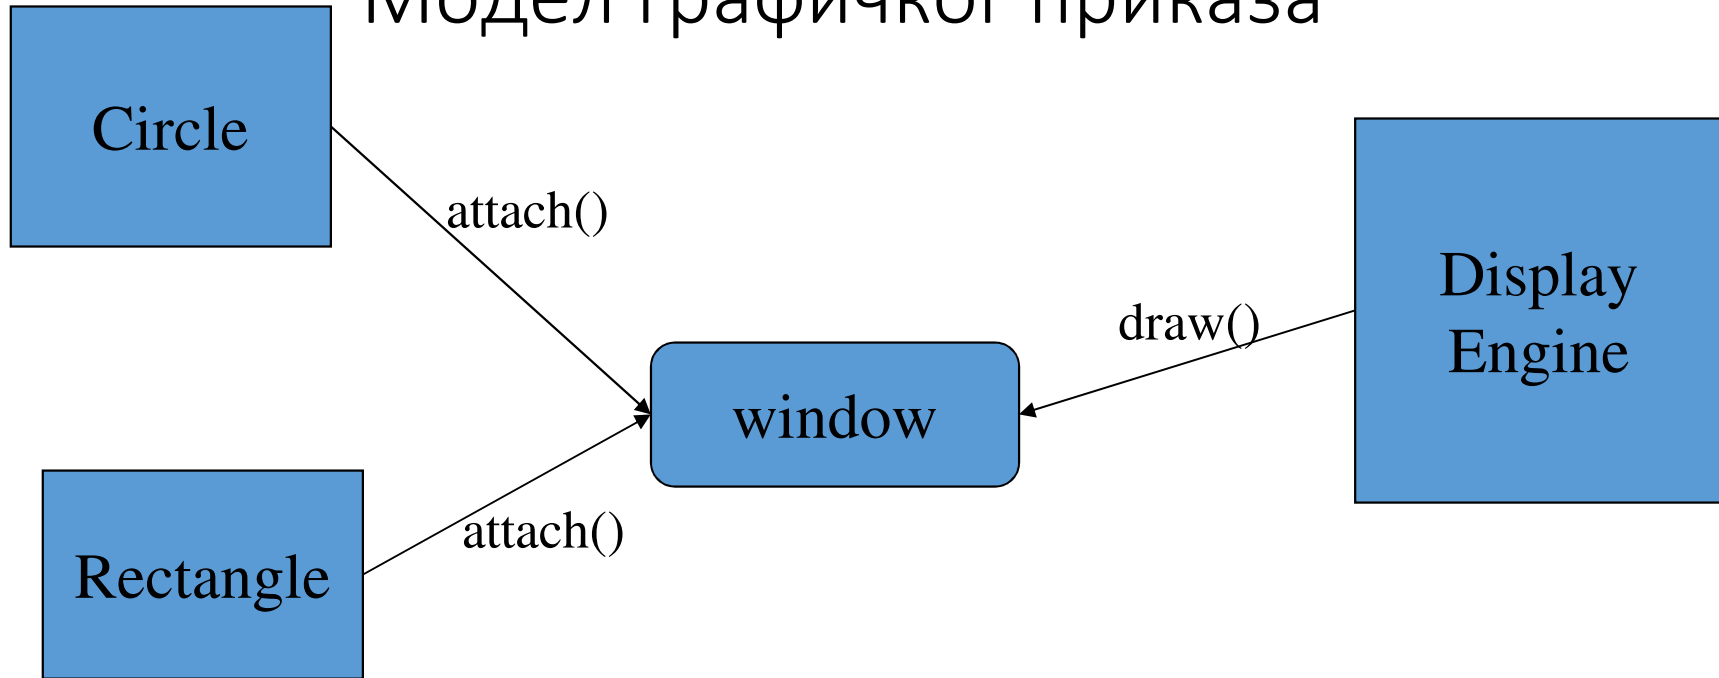 Модел графичког приказа
Circle
attach()
Display
Engine
draw()
window
attach()
Rectangle